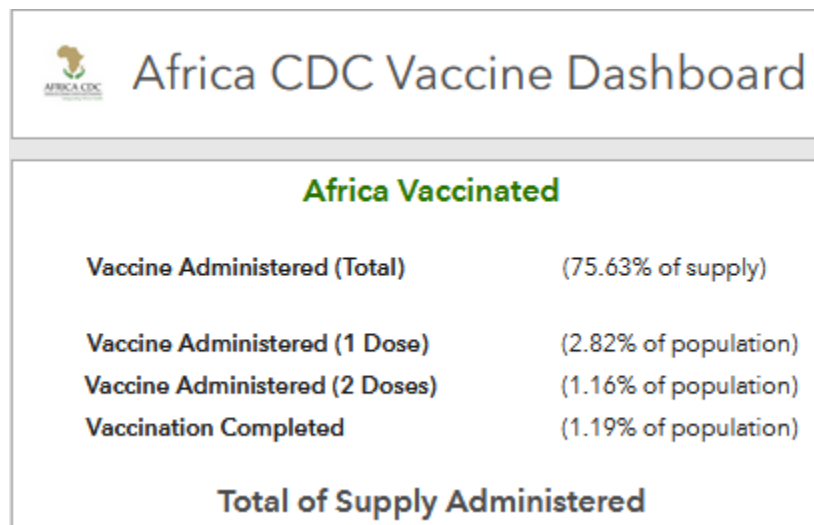 AFRICA CDC
Africa CDC Vaccine Dashboard
Africa Vaccinated
Vaccine Administered (Total) (75.63% of supply)
Vaccine Administered (1 Dose) (2.82% of population)
Vaccine Administered (2 Doses) (1.16% of population)
Vaccination Completed (1.19% of population)
Total of Supply Administered